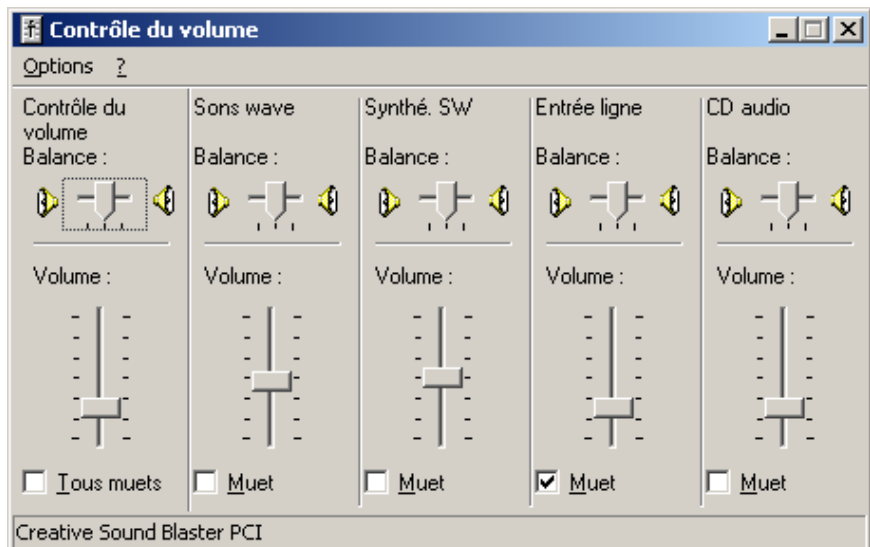 Contrôle du volume
Options ?
Contrôle du
volume
Balance :
Volume :
Tous muets
Sons wave
Balance :
Volume :
Muet
Synthé. SW
Balance :
Volume :
Muet
Entrée ligne
Balance :
Volume :
Muet
CD audio
Balance :
Volume :
Muet
Creative Sound Blaster PCI